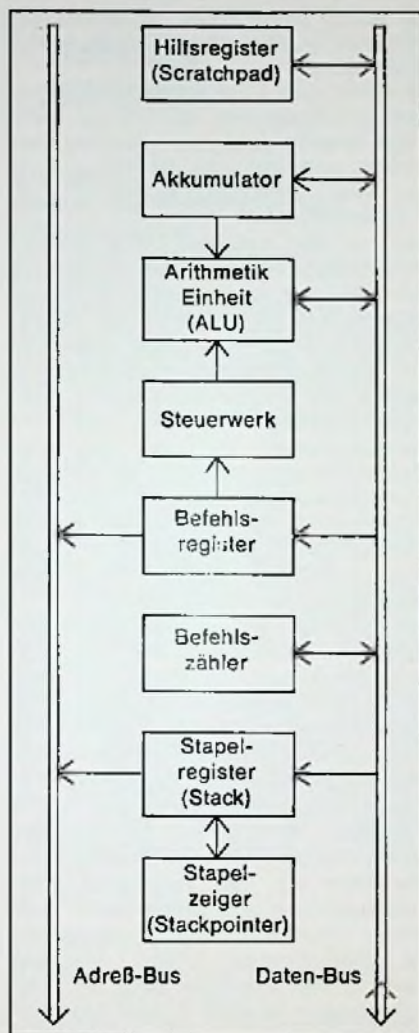 Hilfsregister
(Scratchpad)
Akkumulator
Arithmetik
Einheit
(ALU)
Steuerwerk
Befehls-
register
Befehls-
zähler
Stapel-
register
(Stack)
Stapel-
zeiger
(Stackpointer)
Adreß-Bus
Daten-Bus